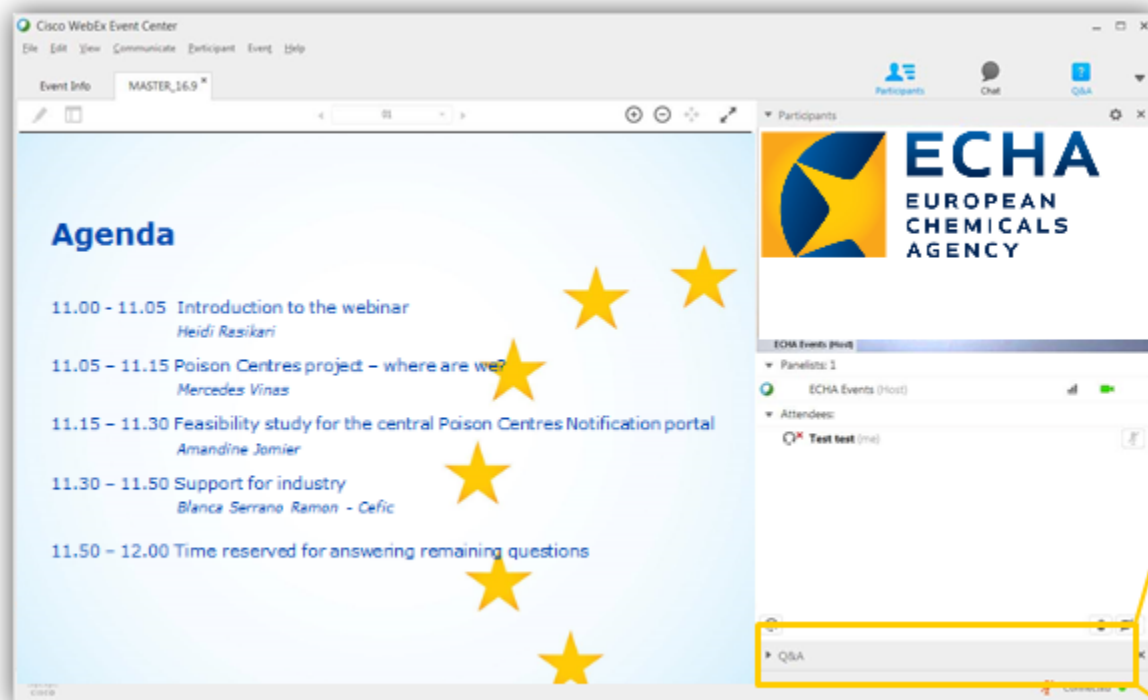 Cisco WebEx Event Center
File Edit View Communicate Participant Event Help
Event Info MASTER_16.9
Participants Chat Q&A
01
Participants
ECHA
EUROPEAN
CHEMICALS
AGENCY
Agenda
11.00 - 11.05 Introduction to the webinar
Heidi Rasikari
11.05 – 11.15 Poison Centres project – where are we?
Mercedes Vinas
11.15 – 11.30 Feasibility study for the central Poison Centres Notification portal
Amandine Jomier
11.30 – 11.50 Support for industry
Blanca Serrano Ramon - Cefic
11.50 – 12.00 Time reserved for answering remaining questions
ECHA Events (Host)
Panelists: 1
ECHA Events (Host)
Attendees:
Test test (me)
Q&A
Connected
cisco